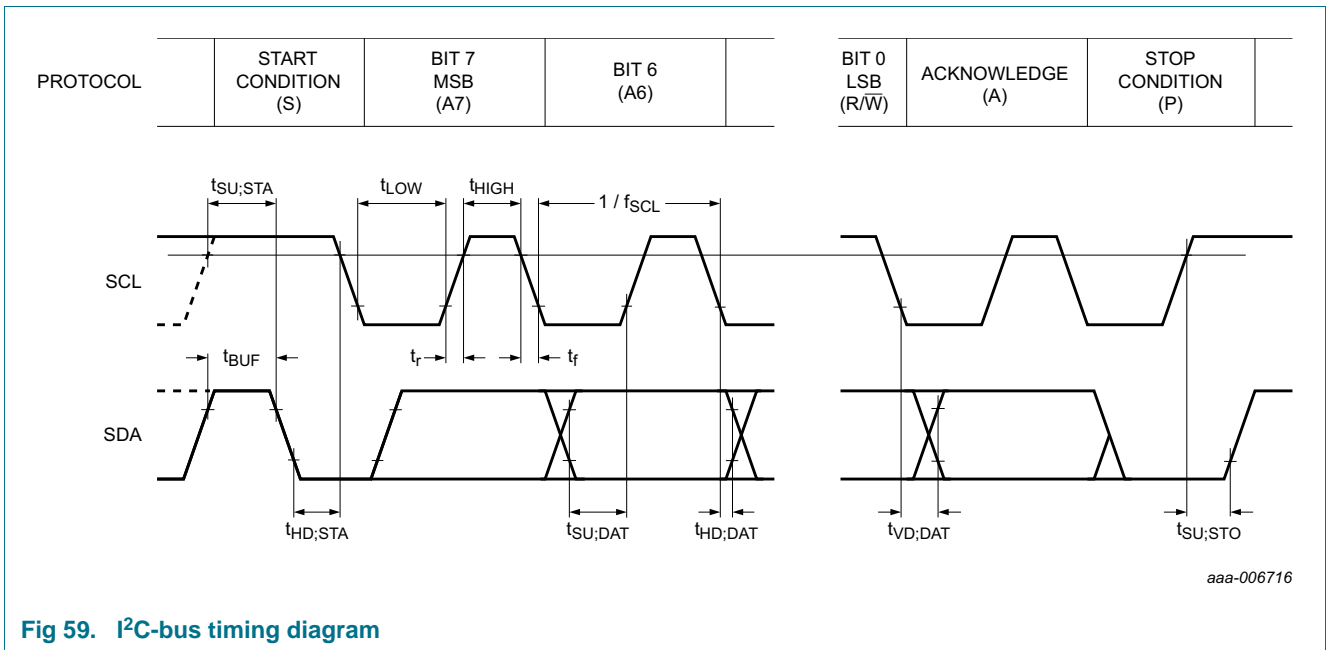 PROTOCOL
START
CONDITION
(S)
BIT 7
MSB
(A7)
BIT 6
(A6)
BIT 0
LSB
(R/W̅)
ACKNOWLEDGE
(A)
STOP
CONDITION
(P)
tSU;STA
tLOW
tHIGH
1 / fSCL
SCL
tBUF
tr
tf
SDA
tHD;STA
tSU;DAT
tHD;DAT
tVD;DAT
tSU;STO
aaa-006716
Fig 59. I²C-bus timing diagram